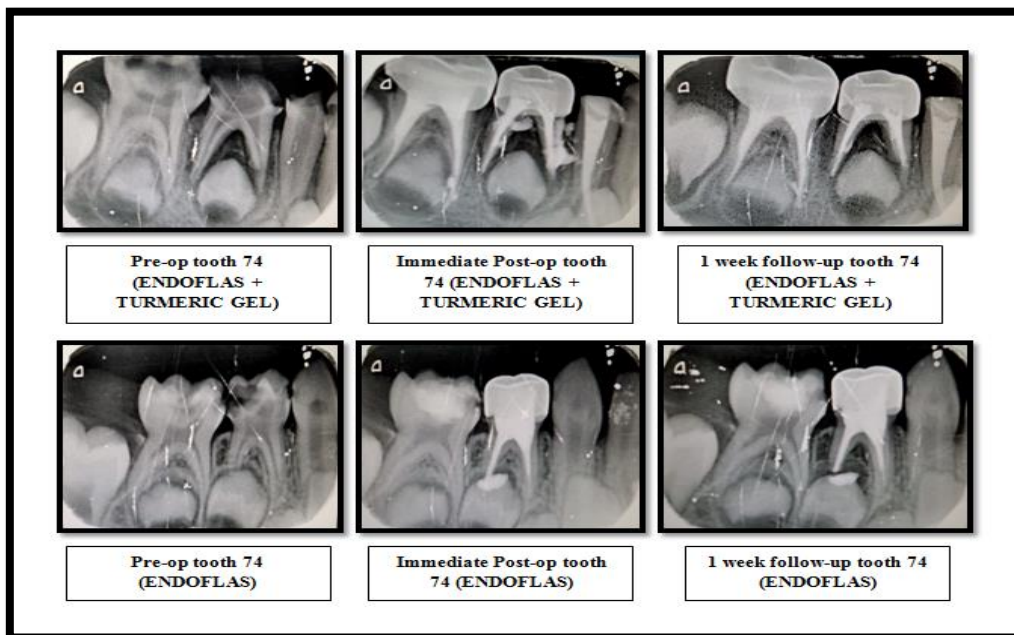 Pre-op tooth 74
(ENDOFLAS +
TURMERIC GEL)
Immediate Post-op tooth
74 (ENDOFLAS +
TURMERIC GEL)
1 week follow-up tooth 74
(ENDOFLAS +
TURMERIC GEL)
Pre-op tooth 74
(ENDOFLAS)
Immediate Post-op tooth
74 (ENDOFLAS)
1 week follow-up tooth 74
(ENDOFLAS)